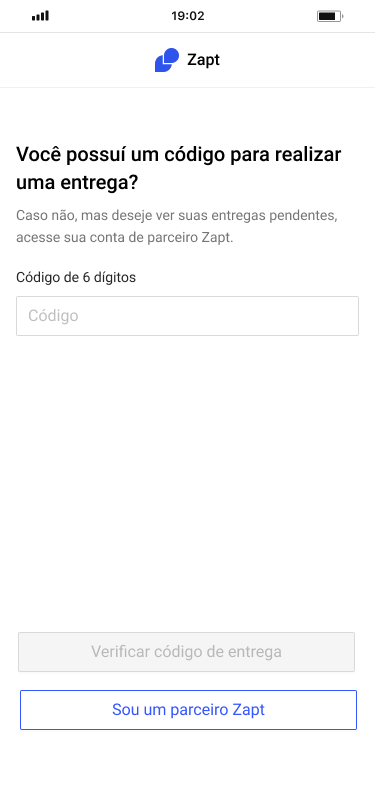 19:02
Zapt
Você possuí um código para realizar
uma entrega?
Caso não, mas deseje ver suas entregas pendentes,
acesse sua conta de parceiro Zapt.
Código de 6 dígitos
Código
Verificar código de entrega
Sou um parceiro Zapt